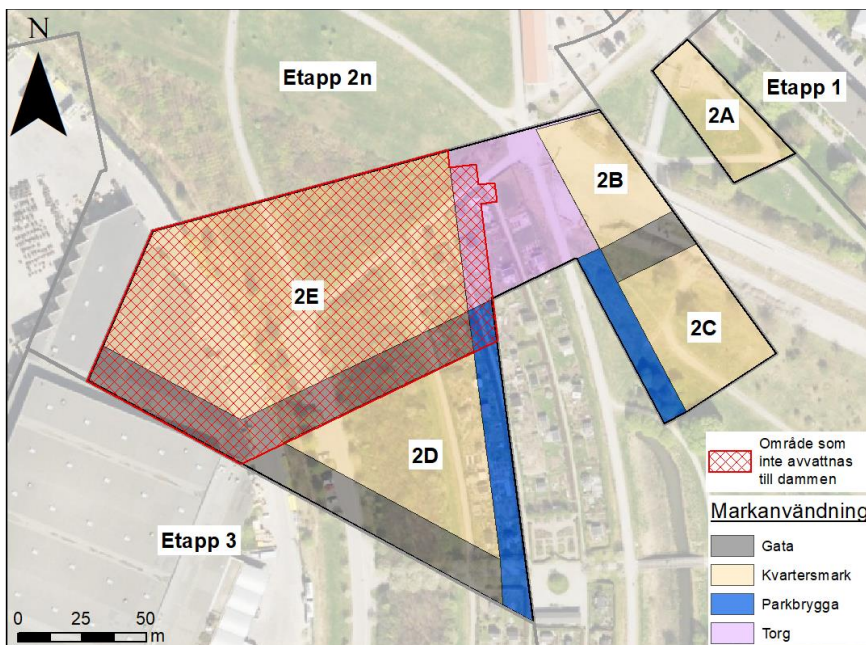 N
Etapp 2n
Etapp 1
2A
2B
2E
2C
2D
Etapp 3
Område som
inte avvattnas
till dammen
Markanvändning
Gata
Kvartersmark
Parkbrygga
Torg
0 25 50
m